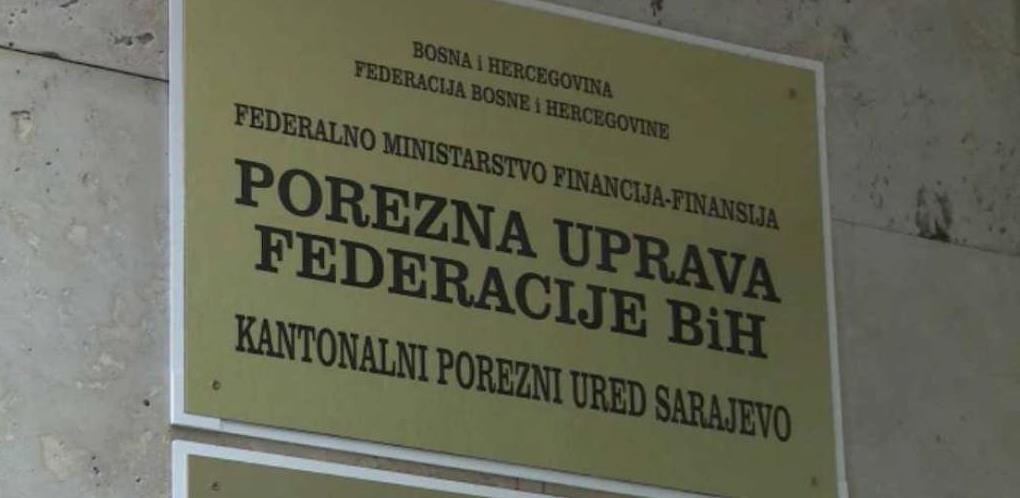 BOSNA i HERCEGOVINA
FEDERACIJA BOSNE i HERCEGOVINE
FEDERALNO MINISTARSTVO FINANCIJA-FINANSIJA
POREZNA UPRAVA
FEDERACIJE BiH
KANTONALNI POREZNI URED SARAJEVO